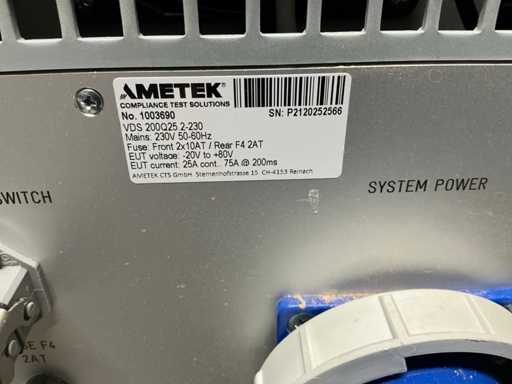 AMETEK®
COMPLIANCE TEST SOLUTIONS
No. 1003690
SN: P2120252566
VDS 200Q25.2-230
Mains: 230V 50-60Hz
Fuse: Front 2x10AT / Rear F4 2AT
EUT voltage: -20V to +60V
EUT current: 25A cont.. 75A @ 200ms
AMETEK CTS GmbH Sternenhofstrasse 15 CH-4153 Reinach
SWITCH
SYSTEM POWER
SE F4
2AT